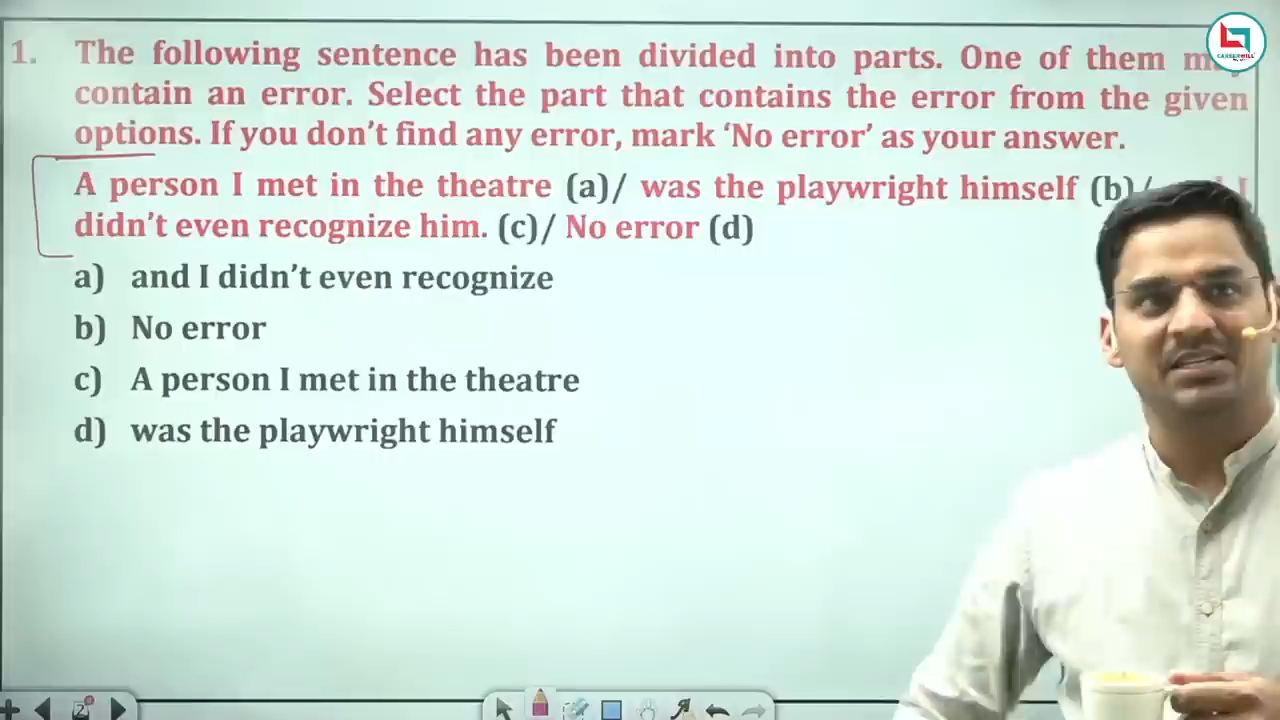 1. The following sentence has been divided into parts. One of them
contain an error. Select the part that contains the error from the given
options. If you don't find any error, mark 'No error' as your answer.
A person I met in the theatre (a)/ was the playwright himself (b)/ I
didn't even recognize him. (c)/ No error (d)
a) and I didn't even recognize
b) No error
c) A person I met in the theatre
d) was the playwright himself
CAREERWILL